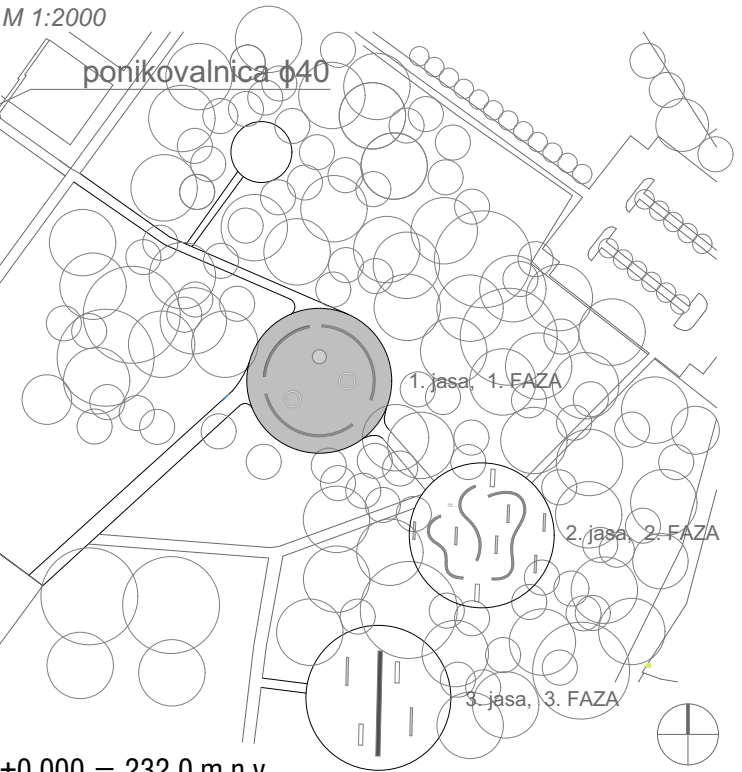 M 1:2000
ponikovalnica ϕ40
1. jasa, 1. FAZA
2. jasa, 2. FAZA
3. jasa, 3. FAZA
±0.000 = 232.0 m.n.v.